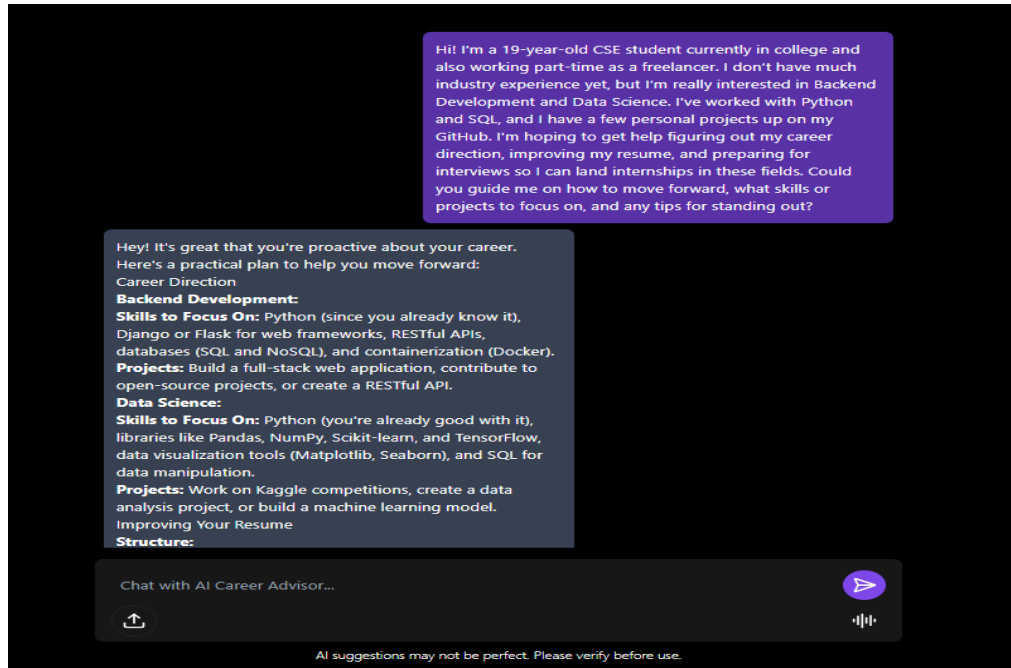 Hi! I'm a 19-year-old CSE student currently in college and
also working part-time as a freelancer. I don't have much
industry experience yet, but I'm really interested in Backend
Development and Data Science. I've worked with Python
and SQL, and I have a few personal projects up on my
GitHub. I'm hoping to get help figuring out my career
direction, improving my resume, and preparing for
interviews so I can land internships in these fields. Could
you guide me on how to move forward, what skills or
projects to focus on, and any tips for standing out?
Hey! It's great that you're proactive about your career.
Here's a practical plan to help you move forward:
Career Direction
Backend Development:
Skills to Focus On: Python (since you already know it),
Django or Flask for web frameworks, RESTful APIs,
databases (SQL and NoSQL), and containerization (Docker).
Projects: Build a full-stack web application, contribute to
open-source projects, or create a RESTful API.
Data Science:
Skills to Focus On: Python (you're already good with it),
libraries like Pandas, NumPy, Scikit-learn, and TensorFlow,
data visualization tools (Matplotlib, Seaborn), and SQL for
data manipulation.
Projects: Work on Kaggle competitions, create a data
analysis project, or build a machine learning model.
Improving Your Resume
Structure:
Chat with AI Career Advisor...
AI suggestions may not be perfect. Please verify before use.